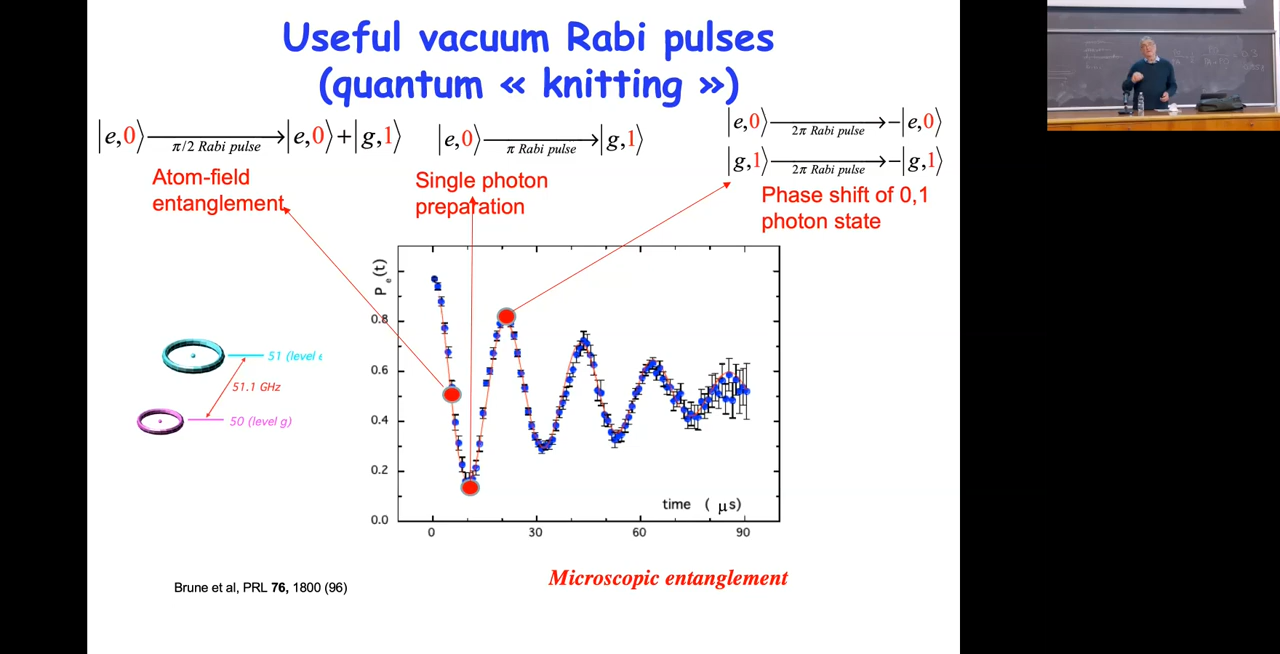 Useful vacuum Rabi pulses
(quantum « knitting »)
|e,0⟩ π/2 Rabi pulse |e,0⟩+|g,1⟩
|e,0⟩ π Rabi pulse |g,1⟩
|e,0⟩ 2π Rabi pulse −|e,0⟩
|g,1⟩ 2π Rabi pulse −|g,1⟩
Atom-field
entanglement
Single photon
preparation
Phase shift of 0,1
photon state
P e (t)
0.8
0.6
0.4
0.2
0.0
0 30 60 90
time ( μs)
51 (level e
51.1 GHz
50 (level g)
Microscopic entanglement
Brune et al, PRL 76, 1800 (96)